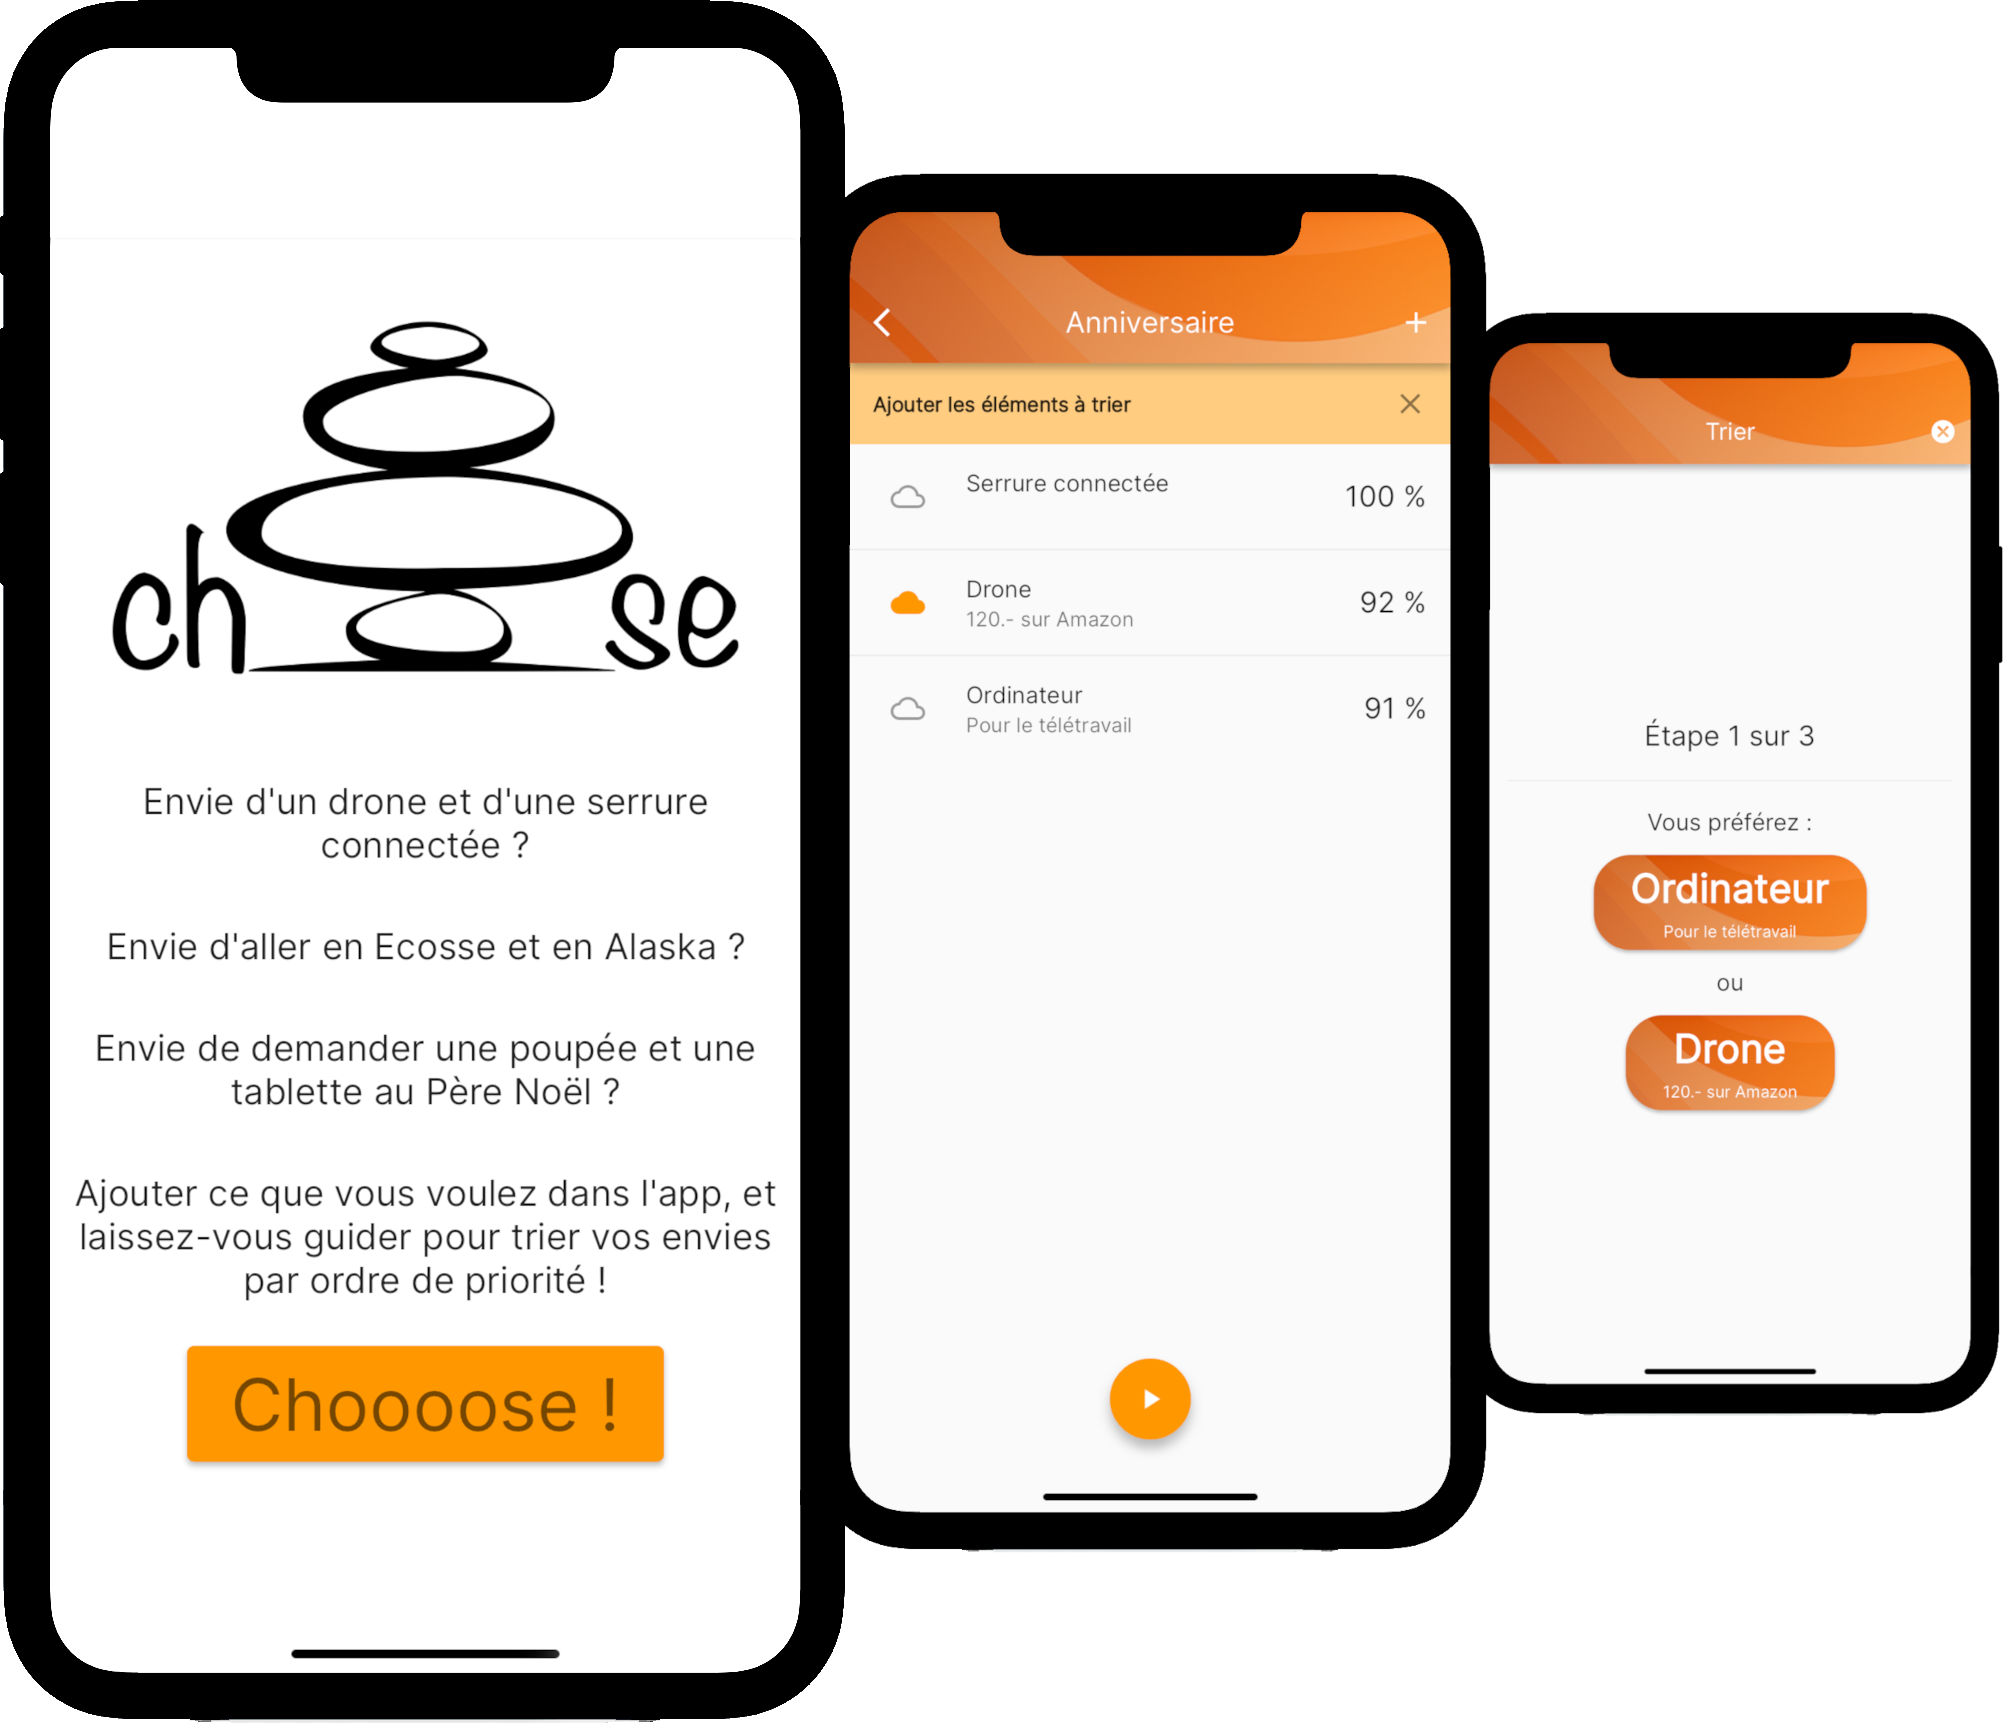 ch se
Envie d'un drone et d'une serrure
connectée ?
Envie d'aller en Ecosse et en Alaska ?
Envie de demander une poupée et une
tablette au Père Noël ?
Ajouter ce que vous voulez dans l'app, et
laissez-vous guider pour trier vos envies
par ordre de priorité !
Choooose !
Anniversaire
Ajouter les éléments à trier
Serrure connectée
100 %
Drone
120.- sur Amazon
92 %
Ordinateur
Pour le télétravail
91 %
Trier
Étape 1 sur 3
Vous préférez :
Ordinateur
Pour le télétravail
ou
Drone
120.- sur Amazon